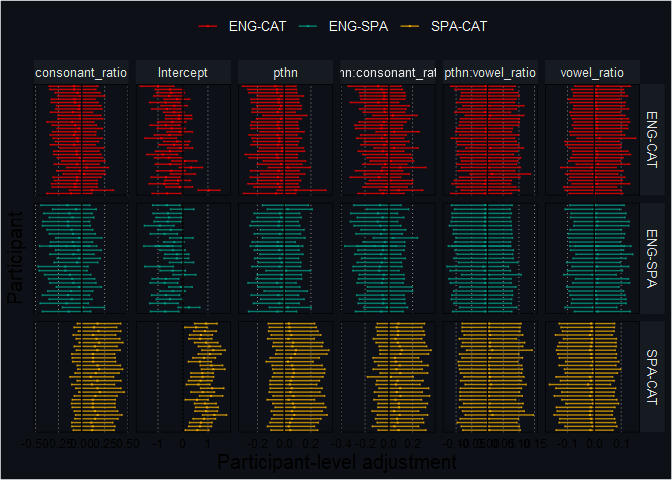 ENG-CAT ENG-SPA SPA-CAT
consonant_ratio Intercept pthn hn:consonant_rat pthn:vowel_ratio vowel_ratio
ENG-CAT
ENG-SPA
SPA-CAT
Participant
-0.50 -0.25 0.00 0.25 0.50 -1 0 1 -0.2 0.0 0.2 -0.2 0.0 0.2 -0.10 -0.05 0.00 0.05 0.10 0.15 -0.1 0.0 0.1
Participant-level adjustment